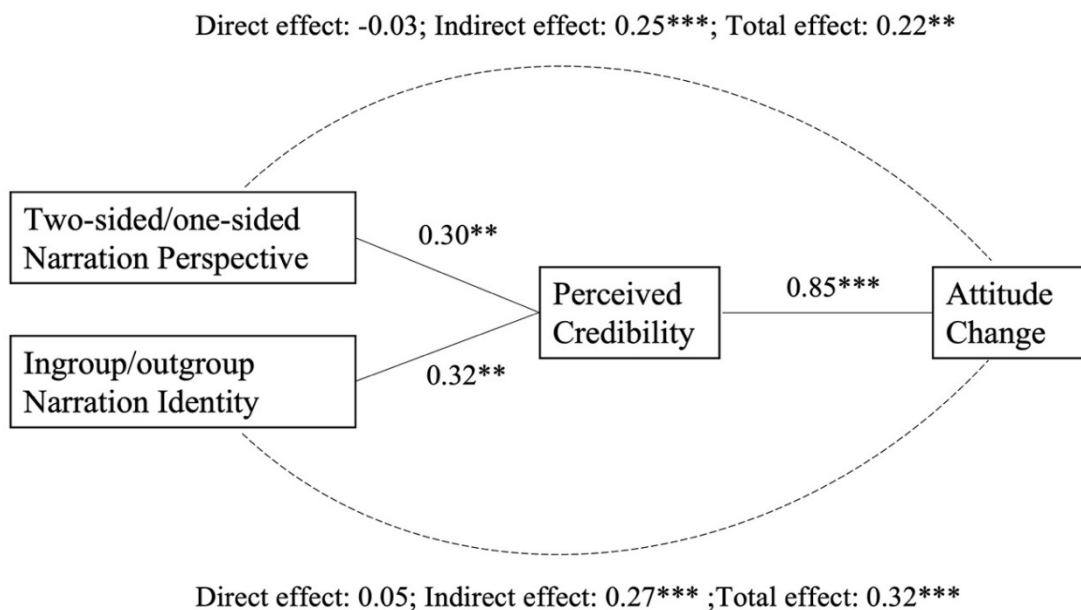 Direct effect: -0.03; Indirect effect: 0.25***; Total effect: 0.22**
Two-sided/one-sided
Narration Perspective
0.30**
Perceived
Credibility
0.85***
Attitude
Change
Ingroup/outgroup
Narration Identity
0.32**
Direct effect: 0.05; Indirect effect: 0.27*** ;Total effect: 0.32***